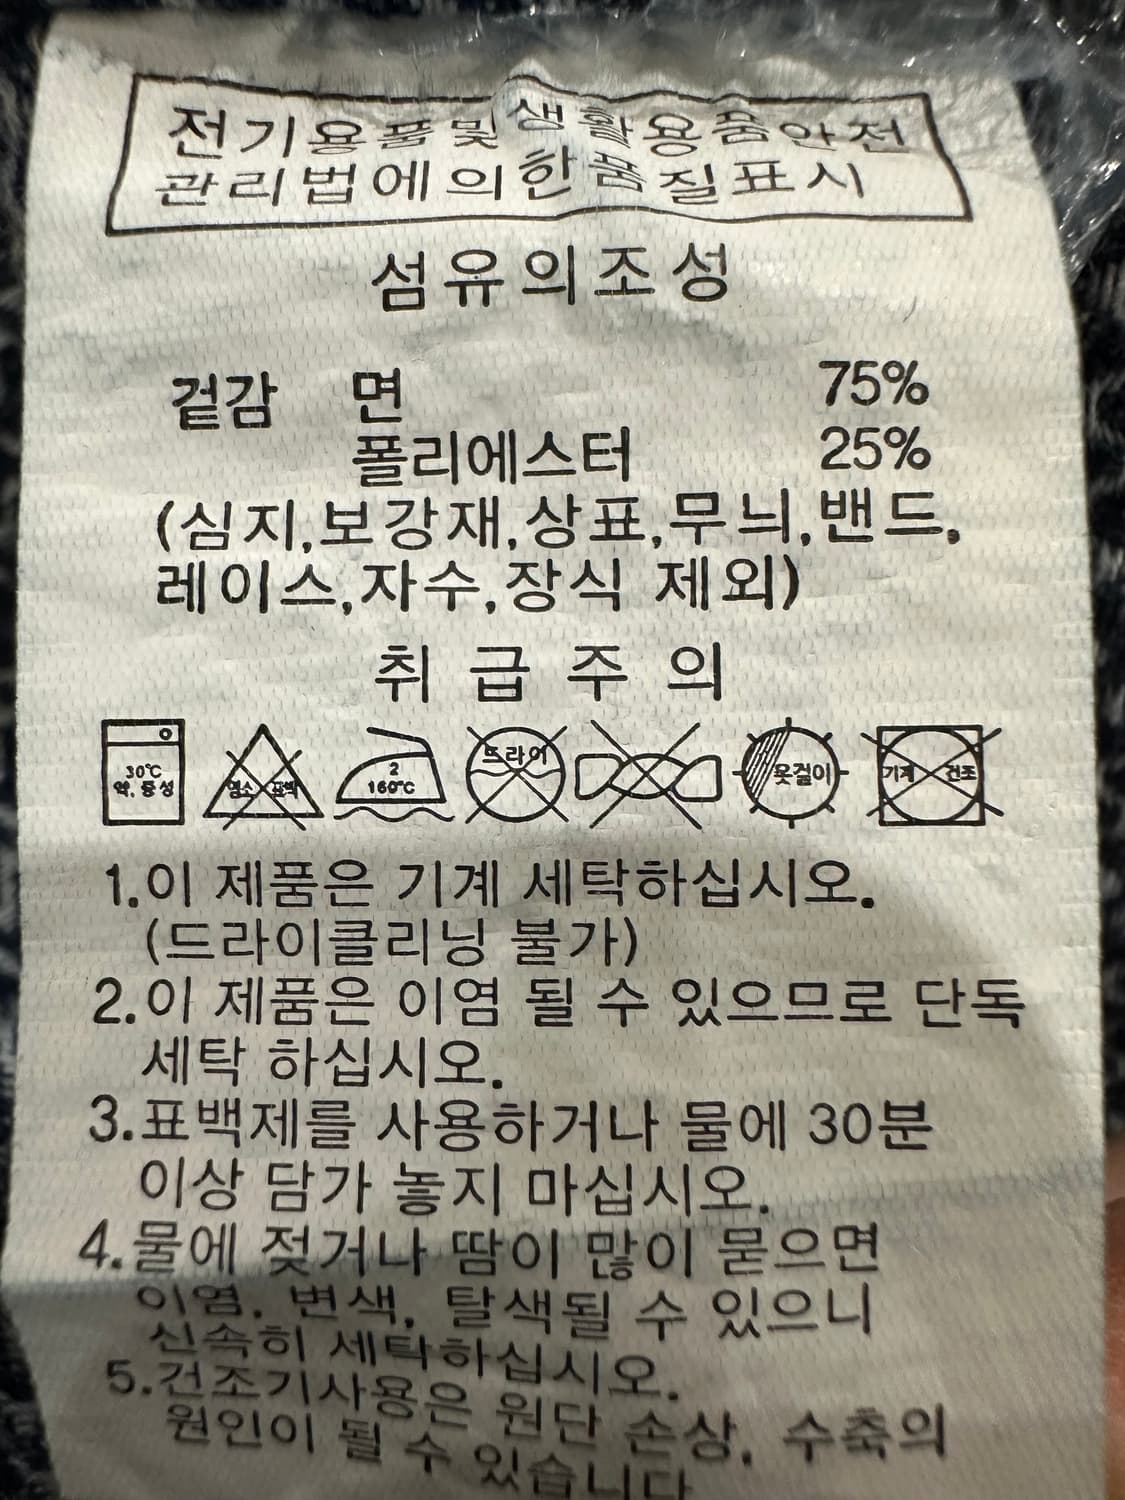 전기용품및생활용품안전
관리법에의한품질표시
섬유의조성
겉감 면 75%
폴리에스터 25%
(심지,보강재,상표,무늬,밴드,
레이스,자수,장식 제외)
취급주의
30℃
약, 중성
염소 표백
2
160℃
드라이
옷걸이
기계 건조
1.이 제품은 기계 세탁하십시오.
(드라이클리닝 불가)
2.이 제품은 이염 될 수 있으므로 단독
세탁 하십시오.
3.표백제를 사용하거나 물에 30분
이상 담가 놓지 마십시오.
4.물에 젖거나 땀이 많이 묻으면
이염. 변색, 탈색될 수 있으니
신속히 세탁하십시오.
5.건조기사용은 원단 손상, 수축의
원인이 될 수 있습니다